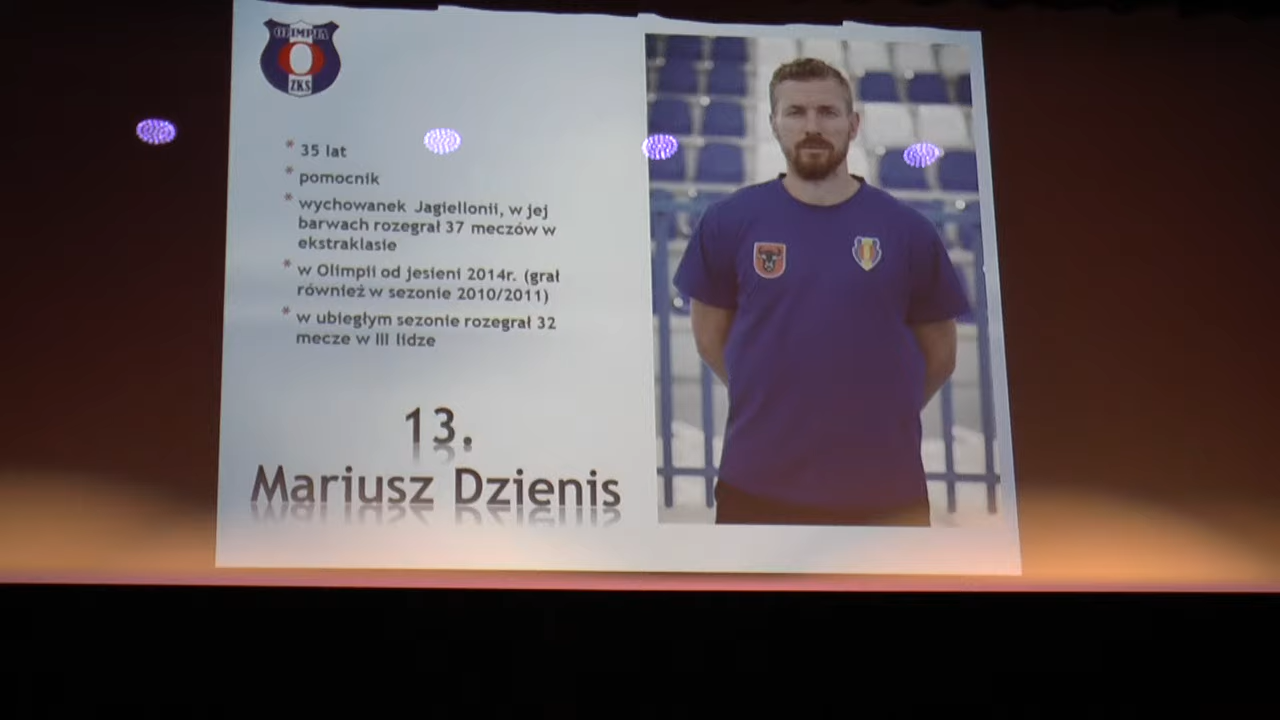 OLIMPIA
ZKS
* 35 lat
* pomocnik
* wychowanek Jagiellonii, w jej
barwach rozegrał 37 meczów w
ekstraklasie
* w Olimpii od jesieni 2014r. (grał
również w sezonie 2010/2011)
* w ubiegłym sezonie rozegrał 32
mecze w III lidze
13.
Mariusz Dzienis